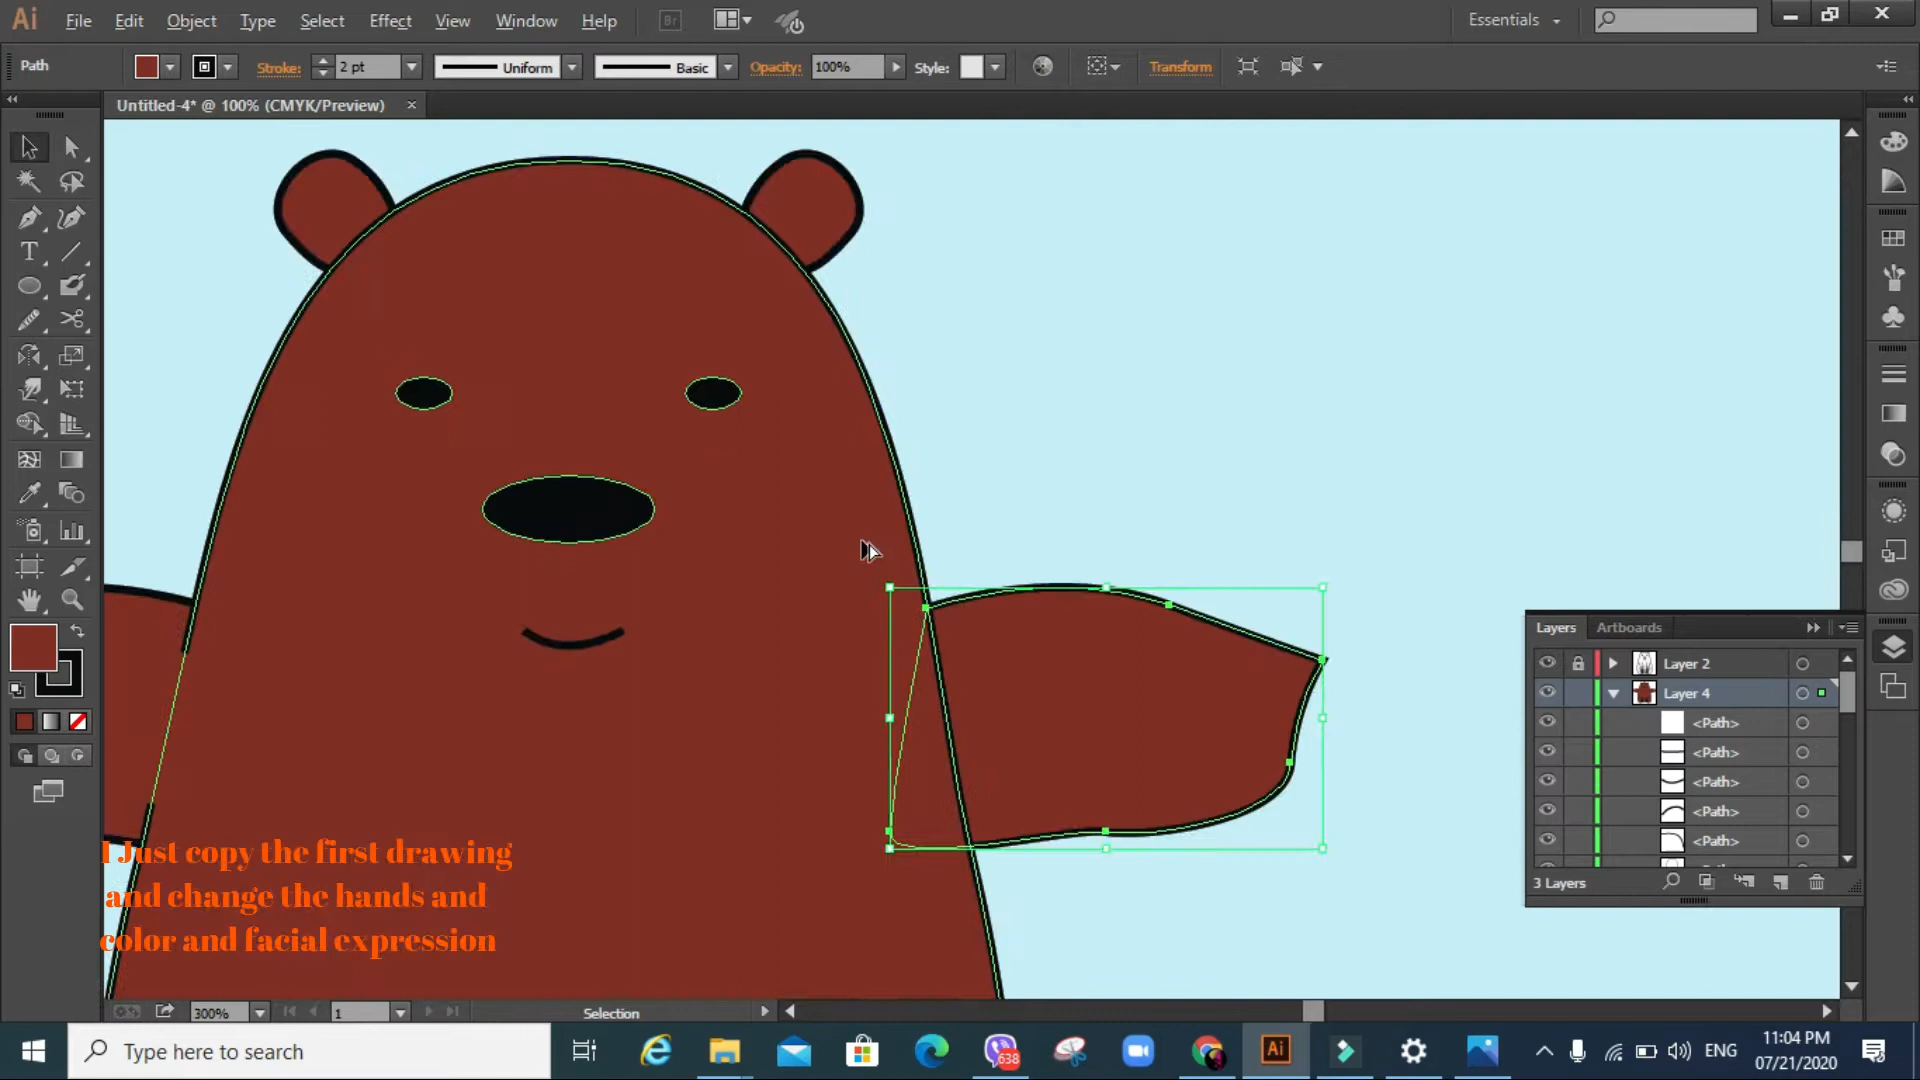 Ai File Edit Object Type Select Effect View Window Help Br Essentials
Path Stroke: 2 pt Uniform Basic Opacity: 100% Style: Transform
Untitled-4* @ 100% (CMYK/Preview) ×
T
Layers Artboards
Layer 2
Layer 4
<Path>
<Path>
<Path>
<Path>
<Path>
3 Layers
I Just copy the first drawing
and change the hands and
color and facial expression
300% 1 Selection
Type here to search 638 Ai ENG 11:04 PM
07/21/2020